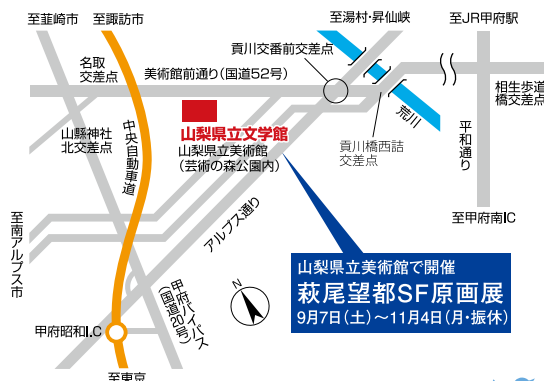 至韮崎市
至諏訪市
至湯村・昇仙峡
至JR甲府駅
貢川交番前交差点
名取
交差点
美術館前通り(国道52号)
相生歩道
橋交差点
荒川
山梨県立文学館
山梨県立美術館
(芸術の森公園内)
山縣神社
北交差点
中央自動車道
貢川橋西詰
交差点
平和通り
至南アルプス市
アルプス通り
至甲府南IC
山梨県立美術館で開催
萩尾望都SF原画展
9月7日(土)~11月4日(月・振休)
甲府バイパス
(国道20号)
N
甲府昭和I.C
至東京